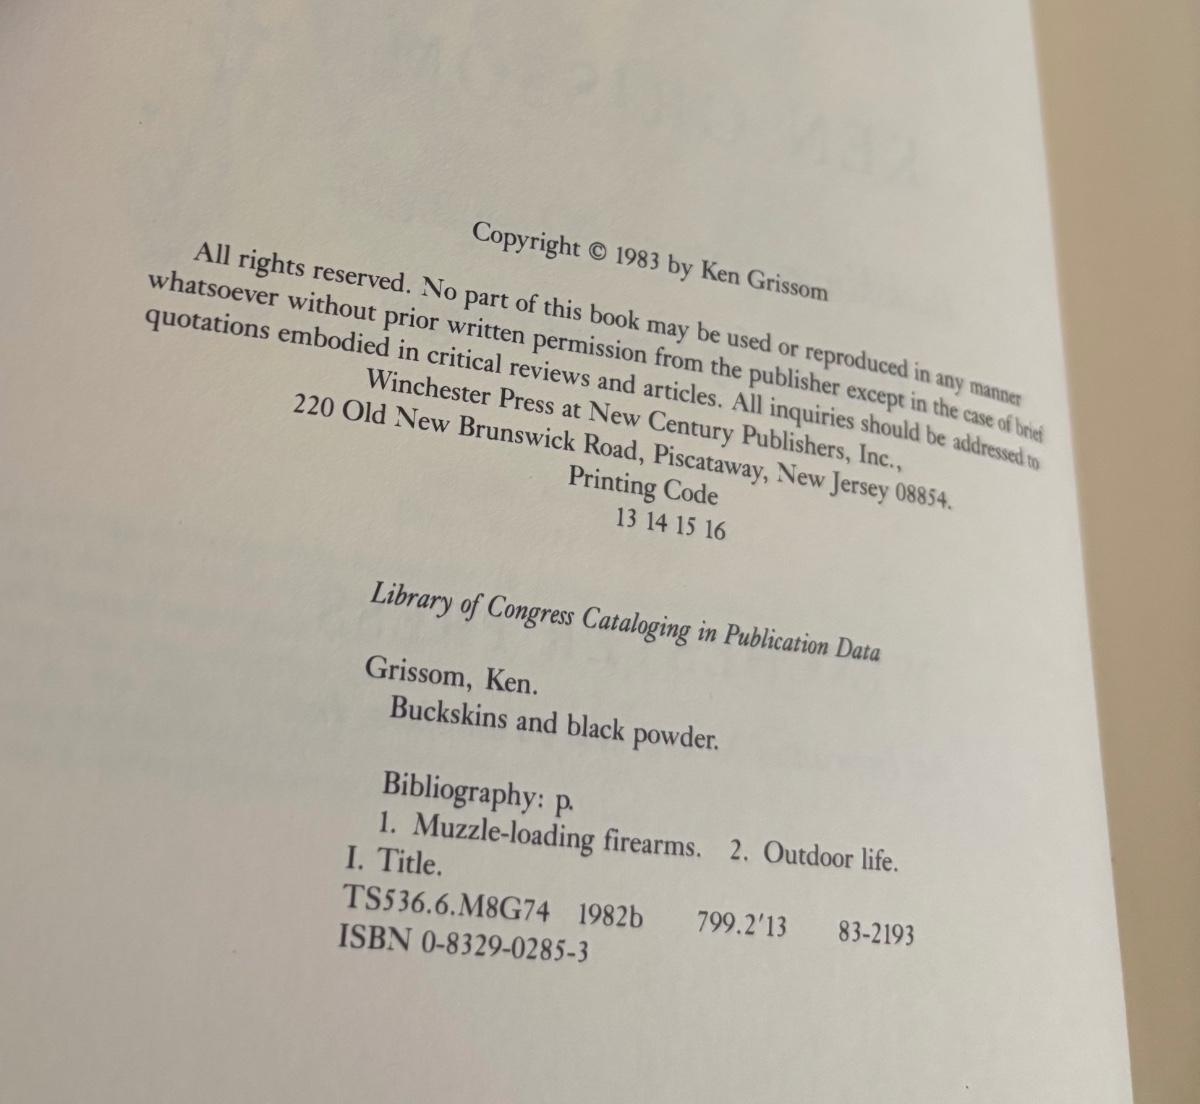 Copyright © 1983 by Ken Grissom
All rights reserved. No part of this book may be used or reproduced in any manner
whatsoever without prior written permission from the publisher except in the case of brief
quotations embodied in critical reviews and articles. All inquiries should be addressed to
Winchester Press at New Century Publishers, Inc.,
220 Old New Brunswick Road, Piscataway, New Jersey 08854.
Printing Code
13 14 15 16
Library of Congress Cataloging in Publication Data
Grissom, Ken.
Buckskins and black powder.
Bibliography: p.
1. Muzzle-loading firearms. 2. Outdoor life.
I. Title.
TS536.6.M8G74 1982b 799.2'13 83-2193
ISBN 0-8329-0285-3